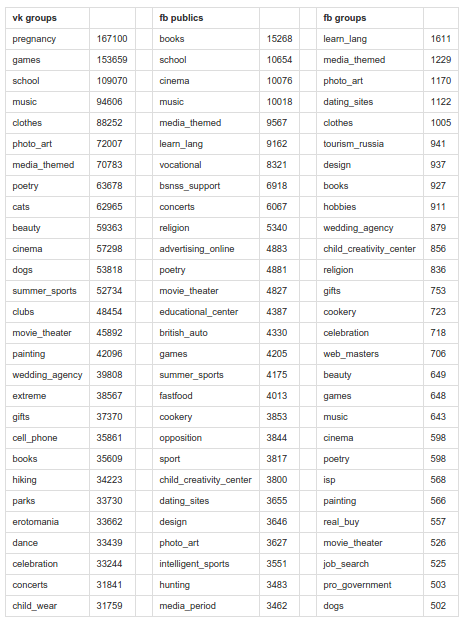 vk groups fb publics fb groups
pregnancy 167100 books 15268 learn_lang 1611
games 153659 school 10654 media_themed 1229
school 109070 cinema 10076 photo_art 1170
music 94606 music 10018 dating_sites 1122
clothes 88252 media_themed 9567 clothes 1005
photo_art 72007 learn_lang 9162 tourism_russia 941
media_themed 70783 vocational 8321 design 937
poetry 63678 bsnss_support 6918 books 927
cats 62965 concerts 6067 hobbies 911
beauty 59363 religion 5340 wedding_agency 879
cinema 57298 advertising_online 4883 child_creativity_center 856
dogs 53818 poetry 4881 religion 836
summer_sports 52734 movie_theater 4827 gifts 753
clubs 48454 educational_center 4387 cookery 723
movie_theater 45892 british_auto 4330 celebration 718
painting 42096 games 4205 web_masters 706
wedding_agency 39808 summer_sports 4175 beauty 649
extreme 38567 fastfood 4013 games 648
gifts 37370 cookery 3853 music 643
cell_phone 35861 opposition 3844 cinema 598
books 35609 sport 3817 poetry 598
hiking 34223 child_creativity_center 3800 isp 568
parks 33730 dating_sites 3655 painting 566
erotomania 33662 design 3646 real_buy 557
dance 33439 photo_art 3627 movie_theater 526
celebration 33244 intelligent_sports 3551 job_search 525
concerts 31841 hunting 3483 pro_government 503
child_wear 31759 media_period 3462 dogs 502